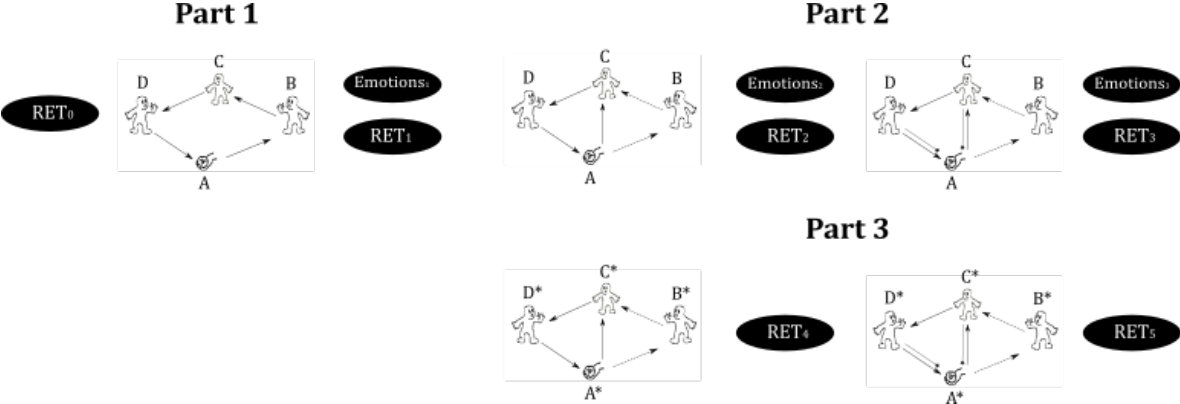 Part 1
Part 2
C
D
B
A
RET₀
Emotions₁
RET₁
C
D
B
A
Emotions₂
RET₂
C
D
B
A
Emotions₃
RET₃
Part 3
C*
D*
B*
A*
RET₄
C*
D*
B*
A*
RET₅